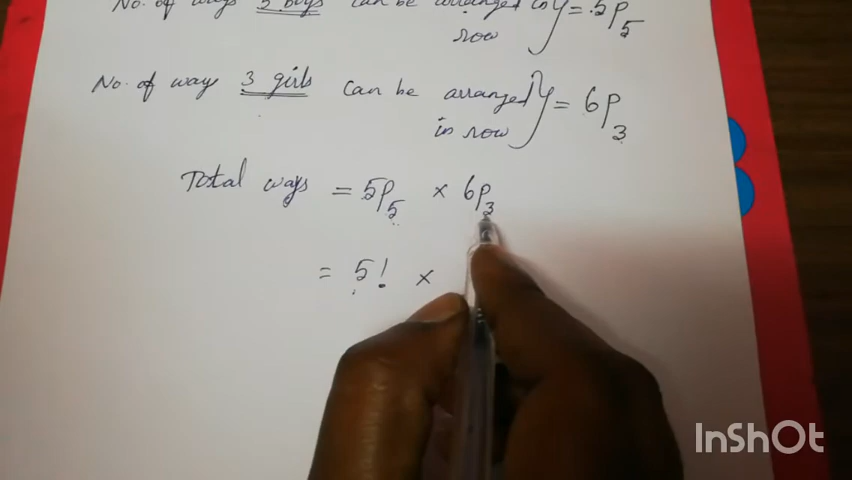 No. of ways 5 boys can be arranged in row } = 5P5
No. of way 3 girls can be arranged in row } = 6P3
Total ways = 5P5 × 6P3
= 5! ×
InShOt